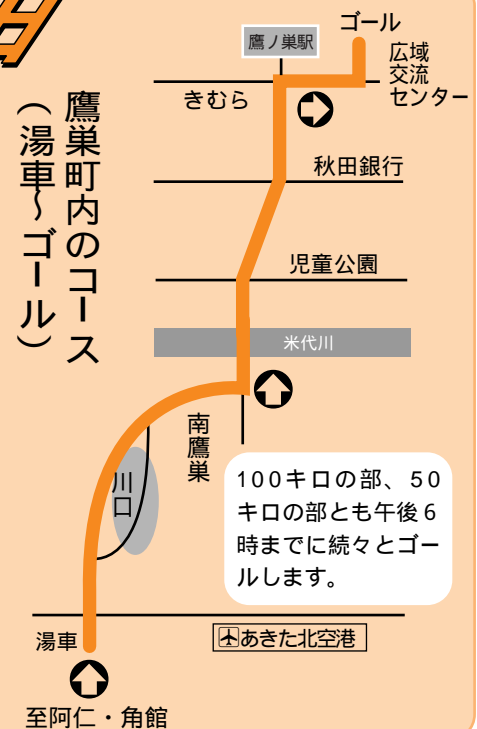 鷹巣町内のコース
（湯車～ゴール）
ゴール
鷹ノ巣駅
広域
交流
センター
きむら
秋田銀行
児童公園
米代川
南鷹巣
川口
100キロの部、50
キロの部とも午後6
時までに続々とゴー
ルします。
湯車
あきた北空港
至阿仁・角館